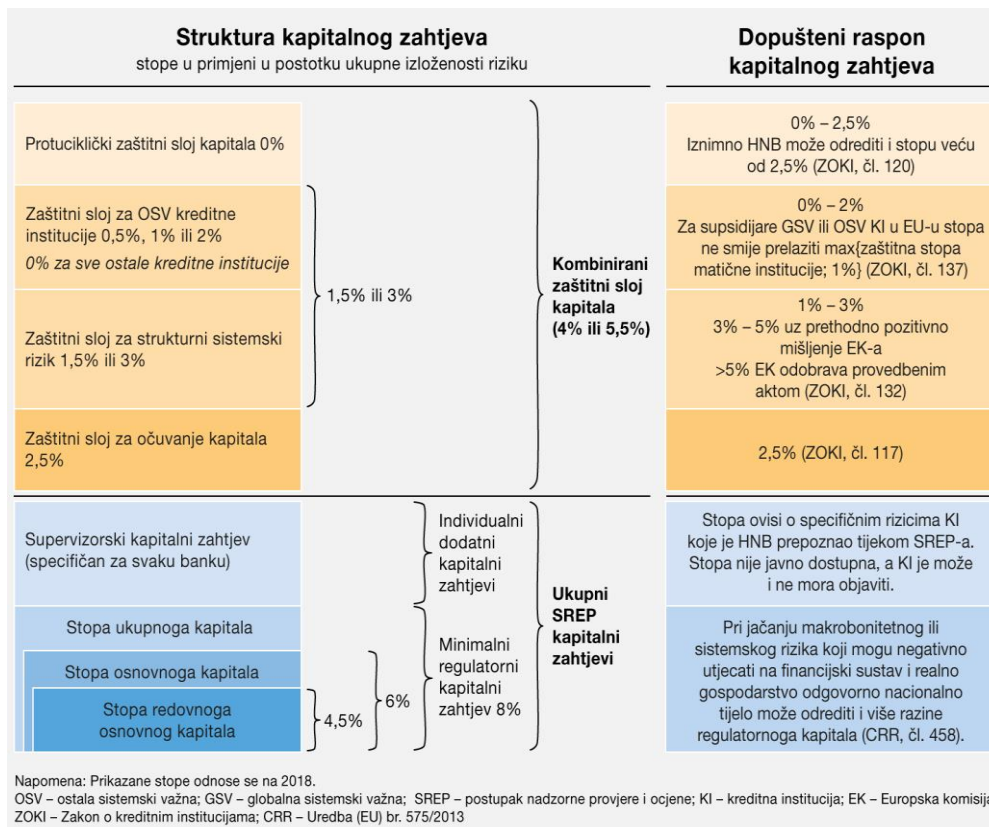 Struktura kapitalnog zahtjeva
stope u primjeni u postotku ukupne izloženosti riziku
Dopušteni raspon
kapitalnog zahtjeva
Protuciklički zaštitni sloj kapitala 0%
0% – 2,5%
Iznimno HNB može odrediti i stopu veću
od 2,5% (ZOKI, čl. 120)
Zaštitni sloj za OSV kreditne
institucije 0,5%, 1% ili 2%
0% za sve ostale kreditne institucije
0% – 2%
Za supsidijare GSV ili OSV KI u EU-u stopa
ne smije prelaziti max{zaštitna stopa
matične institucije; 1%} (ZOKI, čl. 137)
1,5% ili 3%
Kombinirani
zaštitni sloj
kapitala
(4% ili 5,5%)
Zaštitni sloj za strukturni sistemski
rizik 1,5% ili 3%
1% – 3%
3% – 5% uz prethodno pozitivno
mišljenje EK-a
>5% EK odobrava provedbenim
aktom (ZOKI, čl. 132)
Zaštitni sloj za očuvanje kapitala
2,5%
2,5% (ZOKI, čl. 117)
Supervizorski kapitalni zahtjev
(specifičan za svaku banku)
Individualni
dodatni
kapitalni
zahtjevi
Ukupni
SREP
kapitalni
zahtjevi
Stopa ovisi o specifičnim rizicima KI
koje je HNB prepoznao tijekom SREP-a.
Stopa nije javno dostupna, a KI je može
i ne mora objaviti.
Stopa ukupnoga kapitala
Stopa osnovnoga kapitala
Stopa redovnoga
osnovnog kapitala
4,5%
6%
Minimalni
regulatorni
kapitalni
zahtjev 8%
Pri jačanju makrobonitetnog ili
sistemskog rizika koji mogu negativno
utjecati na financijski sustav i realno
gospodarstvo odgovorno nacionalno
tijelo može odrediti i više razine
regulatornoga kapitala (CRR, čl. 458).
Napomena: Prikazane stope odnose se na 2018.
OSV – ostala sistemski važna; GSV – globalna sistemski važna; SREP – postupak nadzorne provjere i ocjene; KI – kreditna institucija; EK – Europska komisija
ZOKI – Zakon o kreditnim institucijama; CRR – Uredba (EU) br. 575/2013